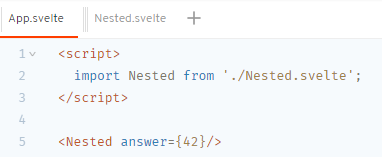 App.svelte Nested.svelte +
1 <script>
2 import Nested from './Nested.svelte';
3 </script>
4
5 <Nested answer={42}/>